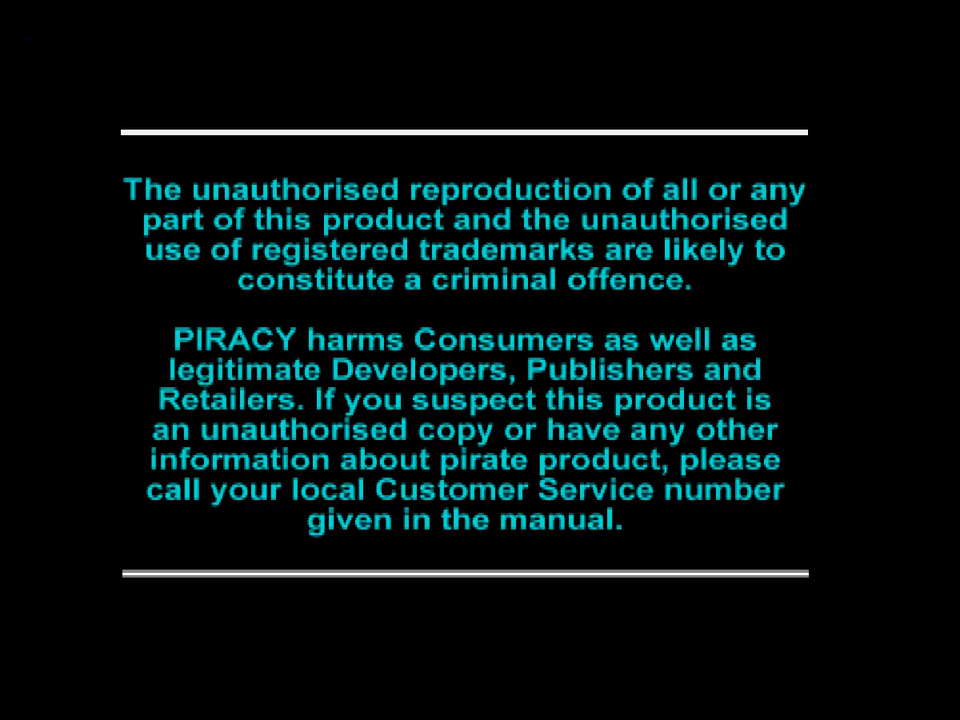 The unauthorised reproduction of all or any
part of this product and the unauthorised
use of registered trademarks are likely to
constitute a criminal offence.
PIRACY harms Consumers as well as
legitimate Developers, Publishers and
Retailers. If you suspect this product is
an unauthorised copy or have any other
information about pirate product, please
call your local Customer Service number
given in the manual.